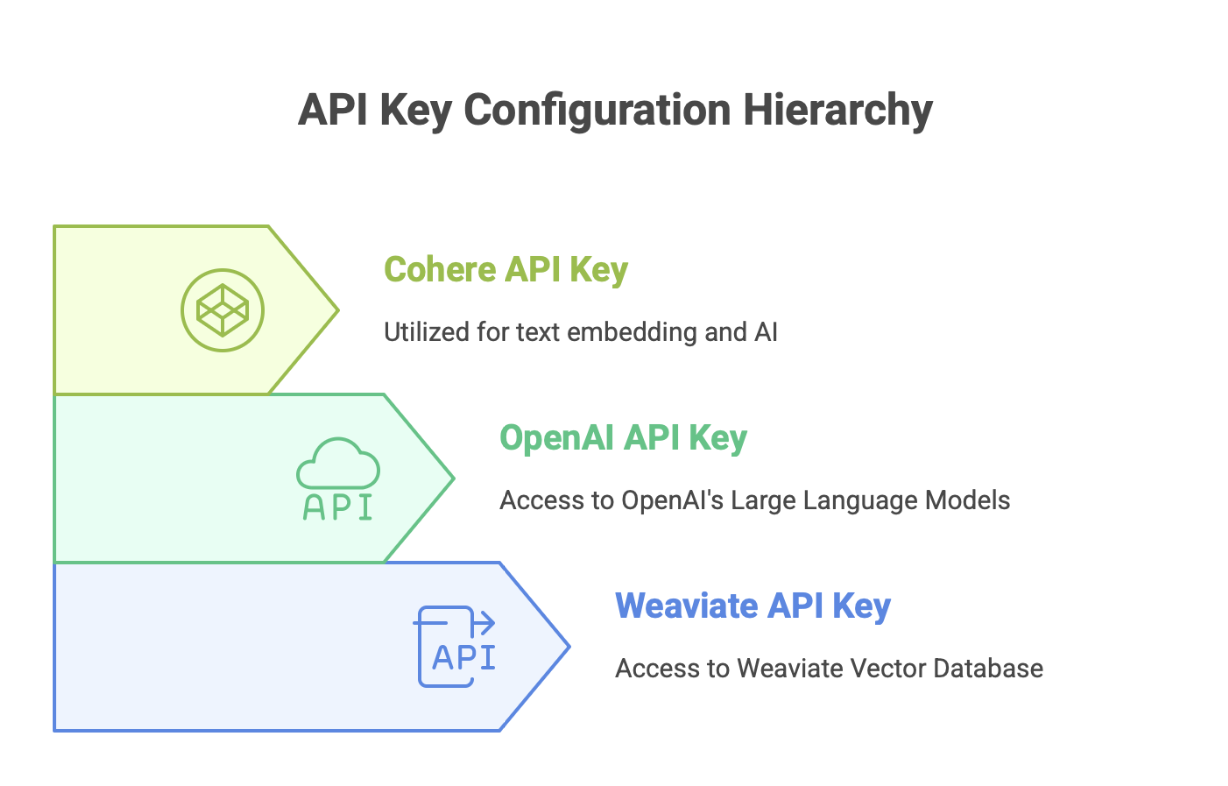 API Key Configuration Hierarchy
Cohere API Key
Utilized for text embedding and AI
OpenAI API Key
API
Access to OpenAI's Large Language Models
Weaviate API Key
API
Access to Weaviate Vector Database